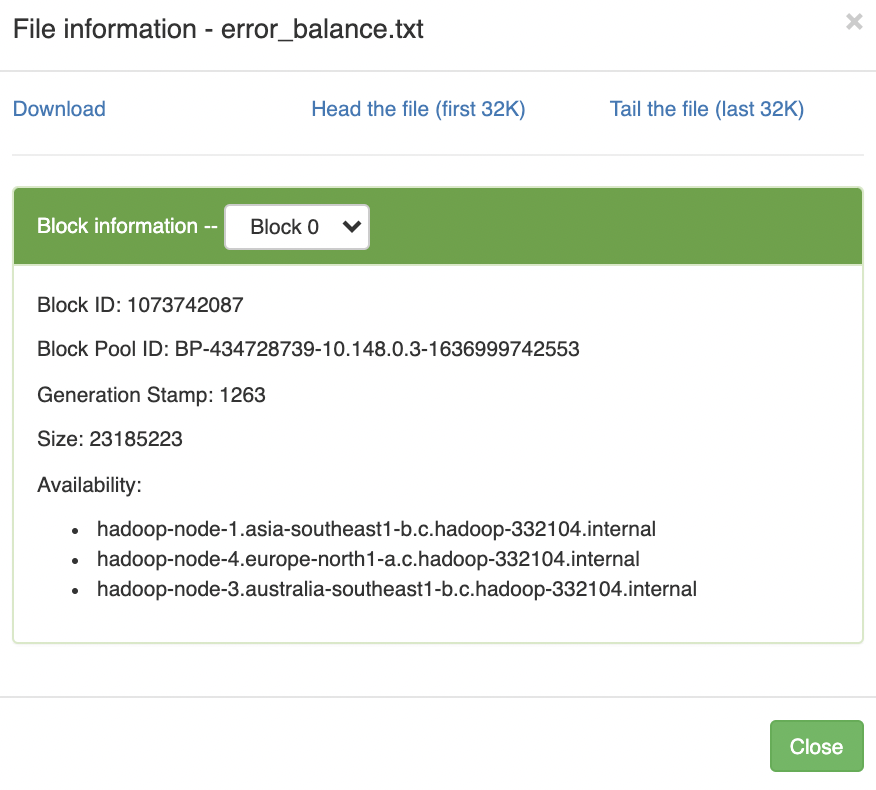 File information - error_balance.txt
×
Download Head the file (first 32K) Tail the file (last 32K)
Block information -- Block 0
Block ID: 1073742087
Block Pool ID: BP-434728739-10.148.0.3-1636999742553
Generation Stamp: 1263
Size: 23185223
Availability:
• hadoop-node-1.asia-southeast1-b.c.hadoop-332104.internal
• hadoop-node-4.europe-north1-a.c.hadoop-332104.internal
• hadoop-node-3.australia-southeast1-b.c.hadoop-332104.internal
Close